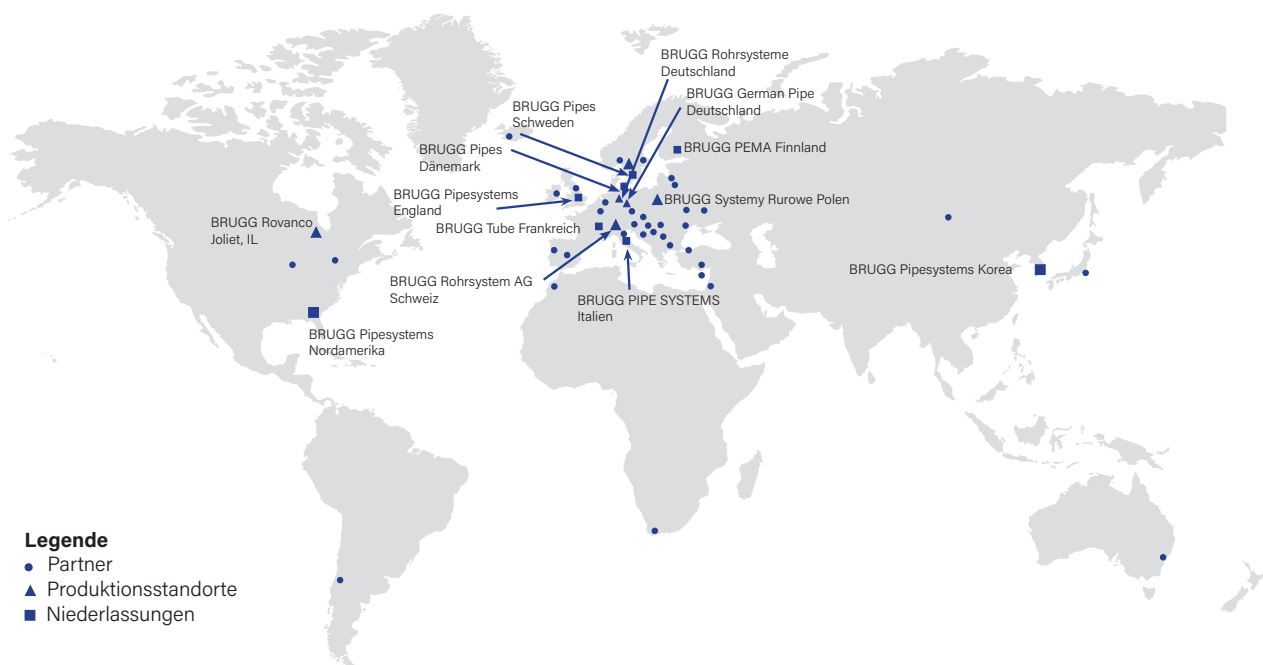 BRUGG Rohrsysteme
Deutschland
BRUGG German Pipe
Deutschland
BRUGG Pipes
Schweden
BRUGG Pipes
Dänemark
BRUGG PEMA Finnland
BRUGG Pipesystems
England
BRUGG Systemy Rurowe Polen
BRUGG Rovanco
Joliet, IL
BRUGG Tube Frankreich
BRUGG Pipesystems Korea
BRUGG Rohrsystem AG
Schweiz
BRUGG PIPE SYSTEMS
Italien
BRUGG Pipesystems
Nordamerika
Legende
Partner
Produktionsstandorte
Niederlassungen